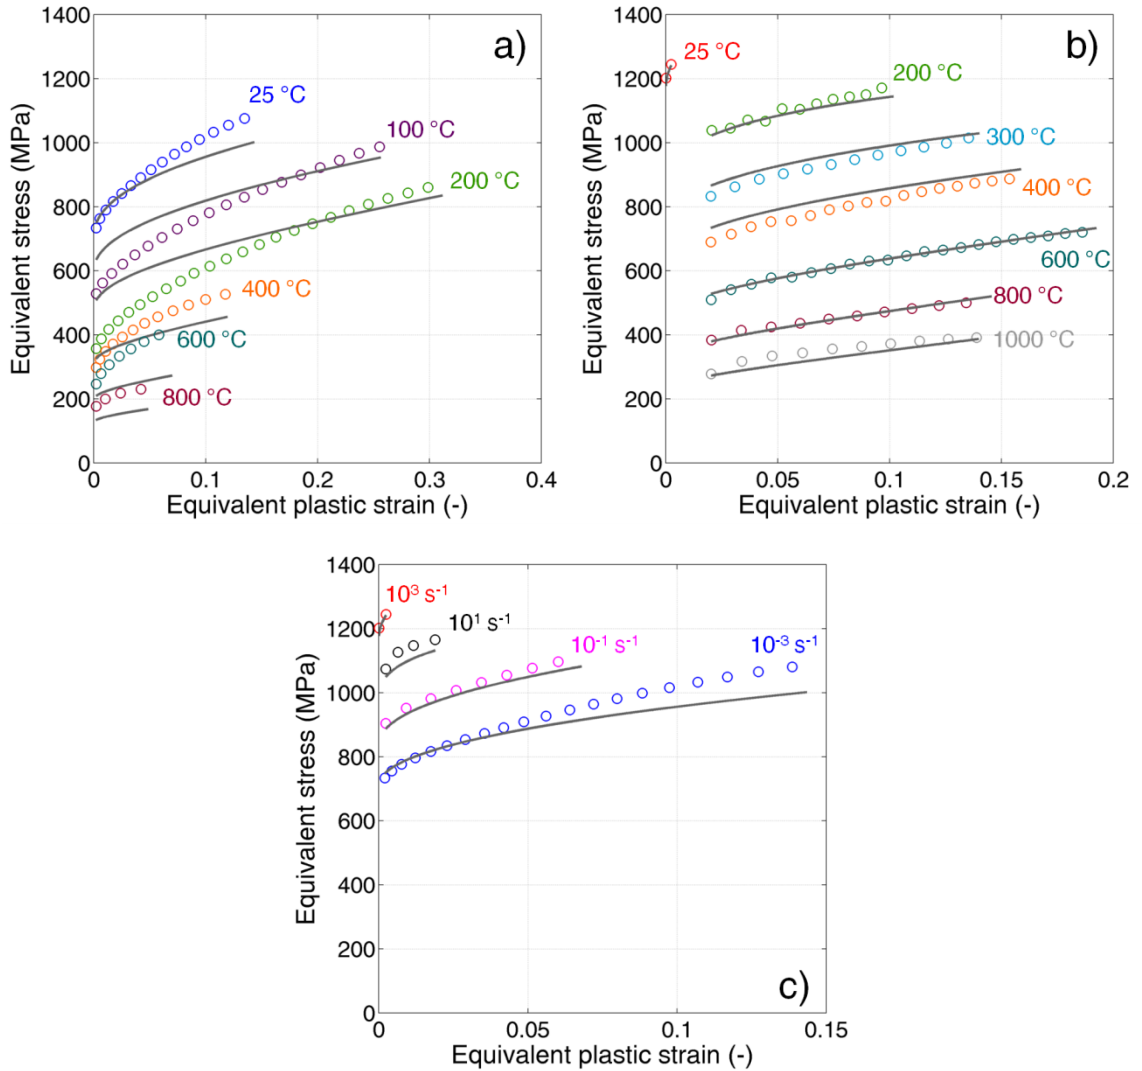 1400
1200
1000
800
600
400
200
0
Equivalent stress (MPa)
a)
25 °C
100 °C
200 °C
400 °C
600 °C
800 °C
0
0.1
0.2
0.3
0.4
Equivalent plastic strain (-)
1400
1200
1000
800
600
400
200
0
Equivalent stress (MPa)
b)
25 °C
200 °C
300 °C
400 °C
600 °C
800 °C
1000 °C
0
0.05
0.1
0.15
0.2
Equivalent plastic strain (-)
1400
1200
1000
800
600
400
200
0
Equivalent stress (MPa)
10³ s⁻¹
10¹ s⁻¹
10⁻¹ s⁻¹
10⁻³ s⁻¹
c)
0
0.05
0.1
0.15
Equivalent plastic strain (-)